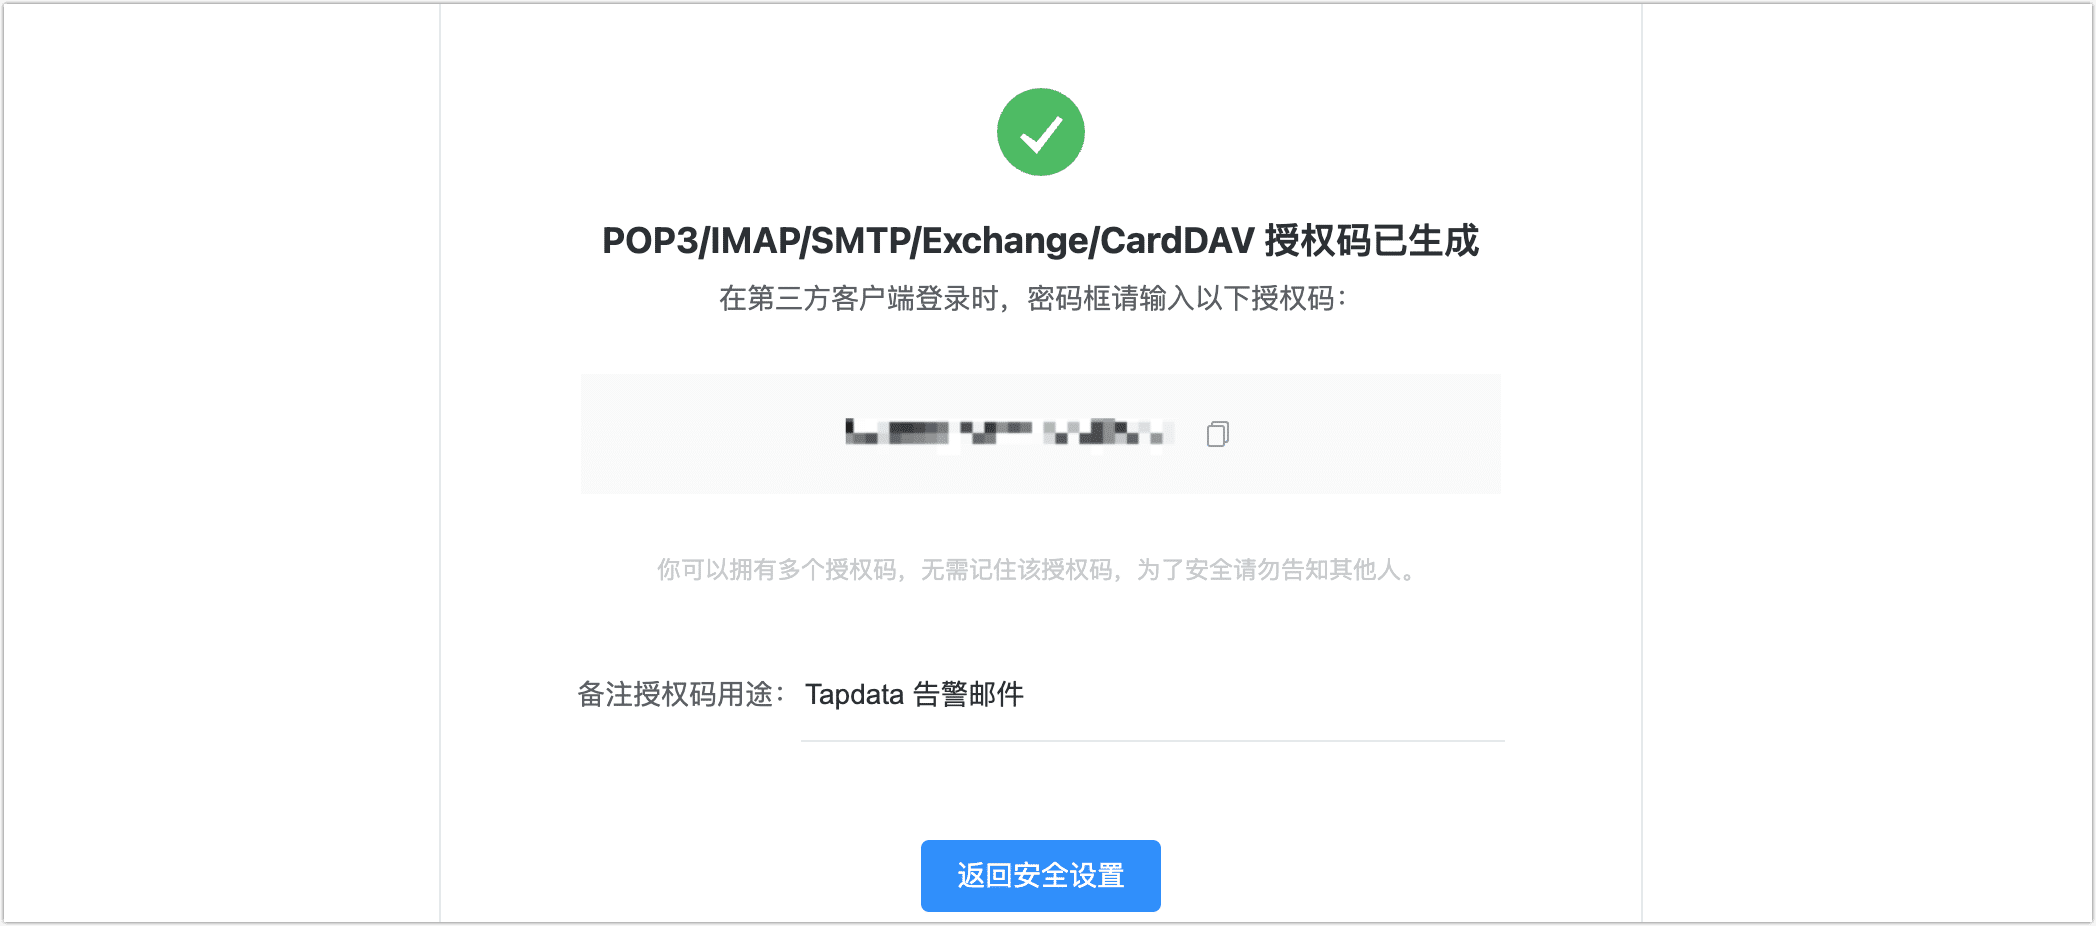 POP3/IMAP/SMTP/Exchange/CardDAV 授权码已生成
在第三方客户端登录时，密码框请输入以下授权码：
你可以拥有多个授权码，无需记住该授权码，为了安全请勿告知其他人。
备注授权码用途： Tapdata 告警邮件
返回安全设置